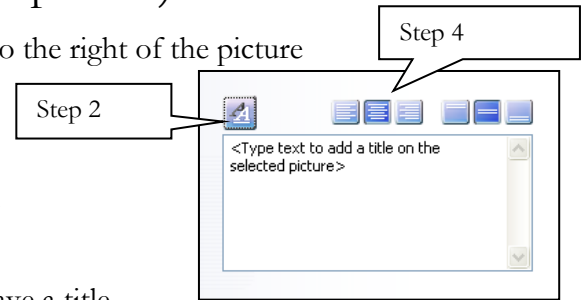 Step 4
o the right of the picture
Step 2
<Type text to add a title on the
selected picture>
a title